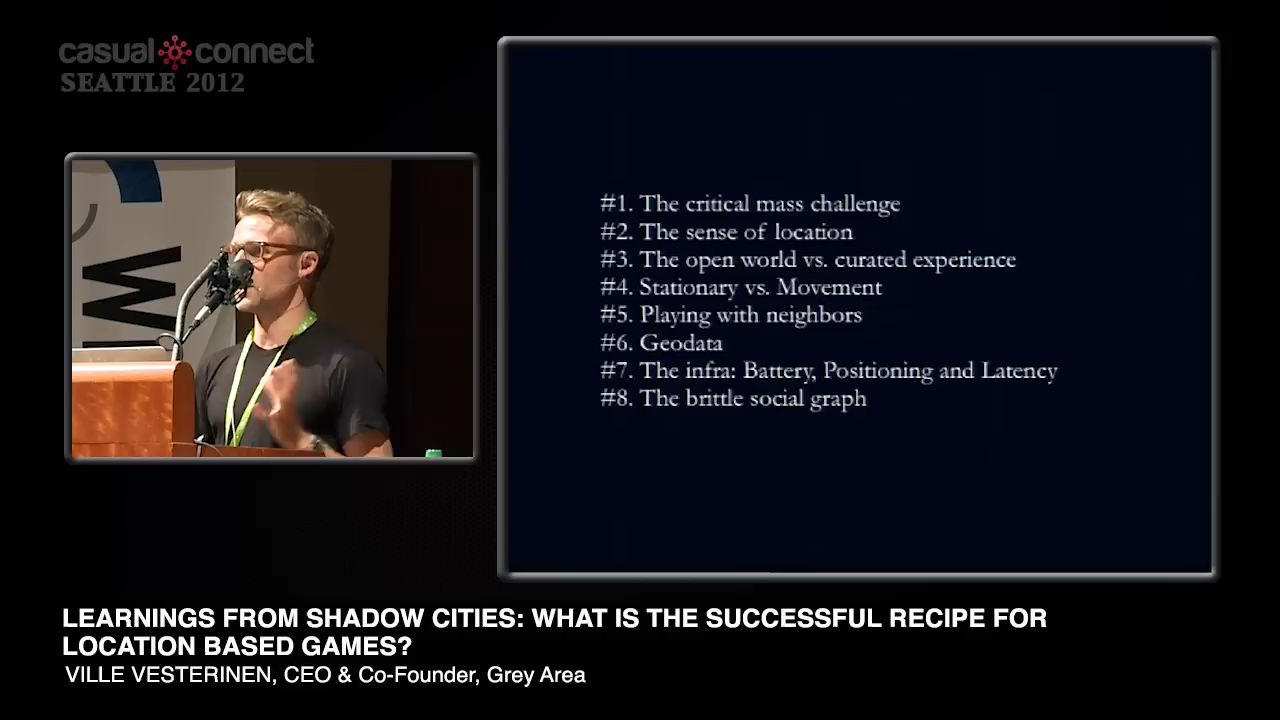 casual connect
SEATTLE 2012
W
#1. The critical mass challenge
#2. The sense of location
#3. The open world vs. curated experience
#4. Stationary vs. Movement
#5. Playing with neighbors
#6. Geodata
#7. The infra: Battery, Positioning and Latency
#8. The brittle social graph
LEARNINGS FROM SHADOW CITIES: WHAT IS THE SUCCESSFUL RECIPE FOR
LOCATION BASED GAMES?
VILLE VESTERINEN, CEO & Co-Founder, Grey Area